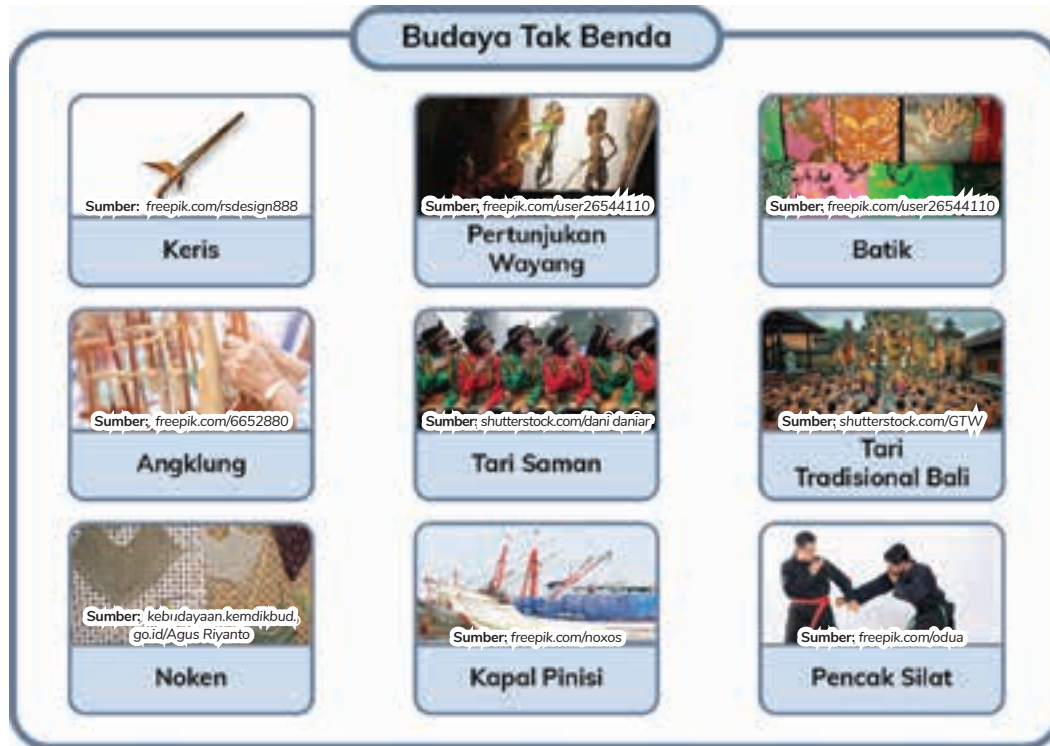 Budaya Tak Benda
Sumber: freepik.com/rsdesign888
Keris
Sumber: freepik.com/user26544110
Pertunjukan
Wayang
Sumber: freepik.com/user26544110
Batik
Sumber: freepik.com/6652880
Angklung
Sumber: shutterstock.com/dani daniar
Tari Saman
Sumber: shutterstock.com/GTW
Tari
Tradisional Bali
Sumber: kebudayaan.kemdikbud.
go.id/Agus Riyanto
Noken
Sumber: freepik.com/noxos
Kapal Pinisi
Sumber: freepik.com/odua
Pencak Silat